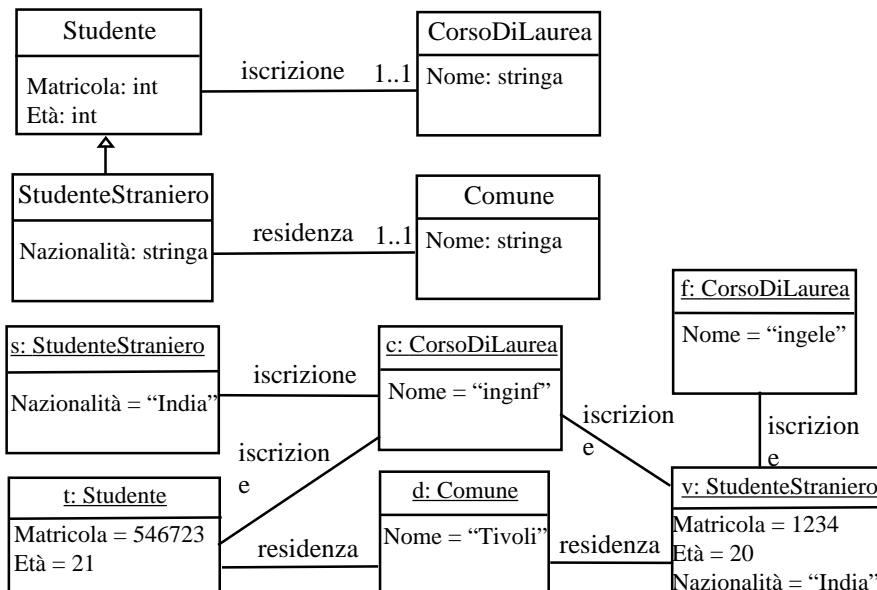 Studente
Matricola: int
Età: int
iscrizione
1..1
CorsoDiLaurea
Nome: stringa
StudenteStraniero
Nazionalità: stringa
residenza
1..1
Comune
Nome: stringa
f: CorsoDiLaurea
Nome = “ingele”
s: StudenteStraniero
Nazionalità = “India”
iscrizione
c: CorsoDiLaurea
Nome = “inginf”
iscrizion
e
iscrizion
e
iscrizion
e
t: Studente
Matricola = 546723
Età = 21
residenza
d: Comune
Nome = “Tivoli”
residenza
v: StudenteStraniero
Matricola = 1234
Età = 20
Nazionalità = “India”